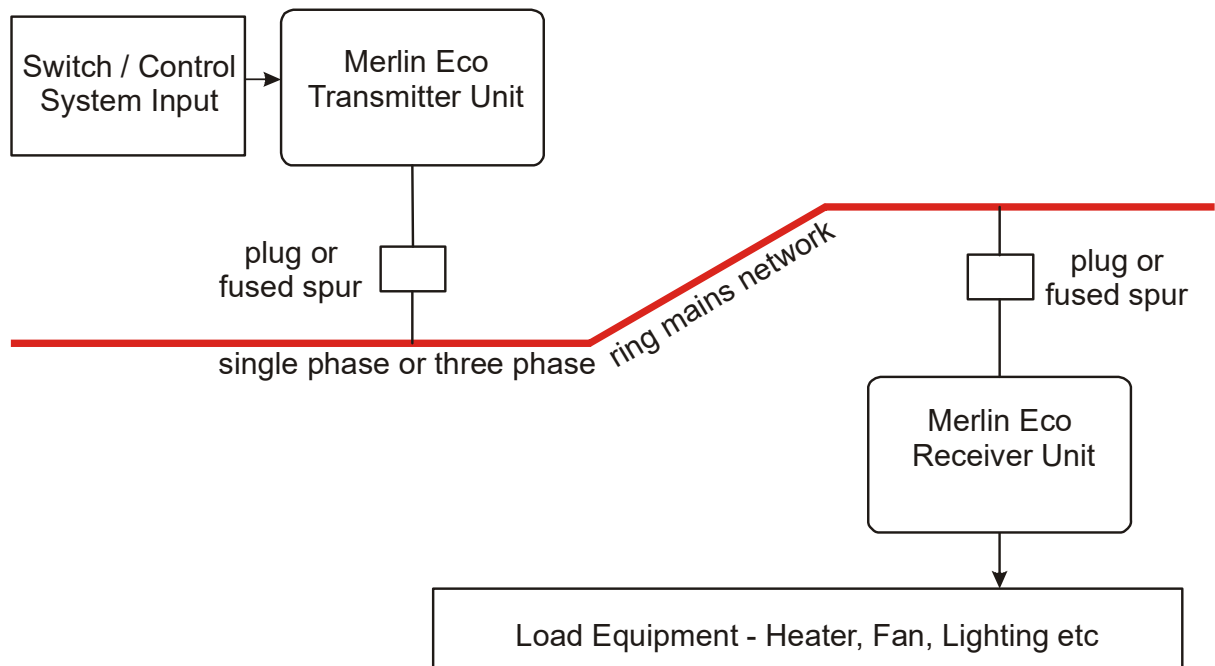 Switch / Control
System Input
Merlin Eco
Transmitter Unit
plug or
fused spur
single phase or three phase
ring mains network
plug or
fused spur
Merlin Eco
Receiver Unit
Load Equipment - Heater, Fan, Lighting etc